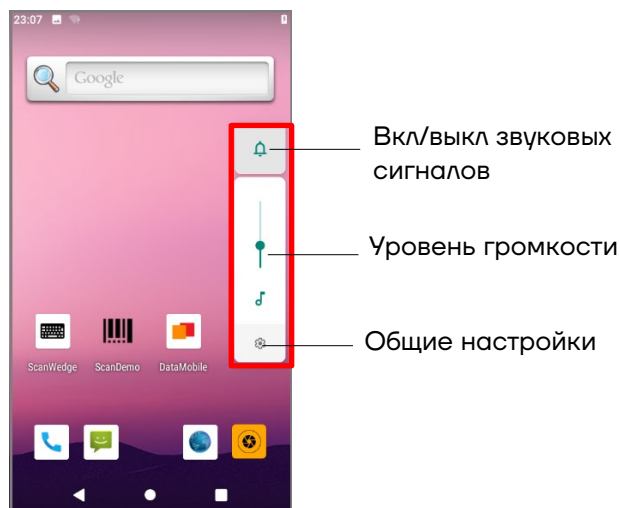 23:07
Google
Вкл/выкл звуковых
сигналов
Уровень громкости
Общие настройки
ScanWedge ScanDemo DataMobile